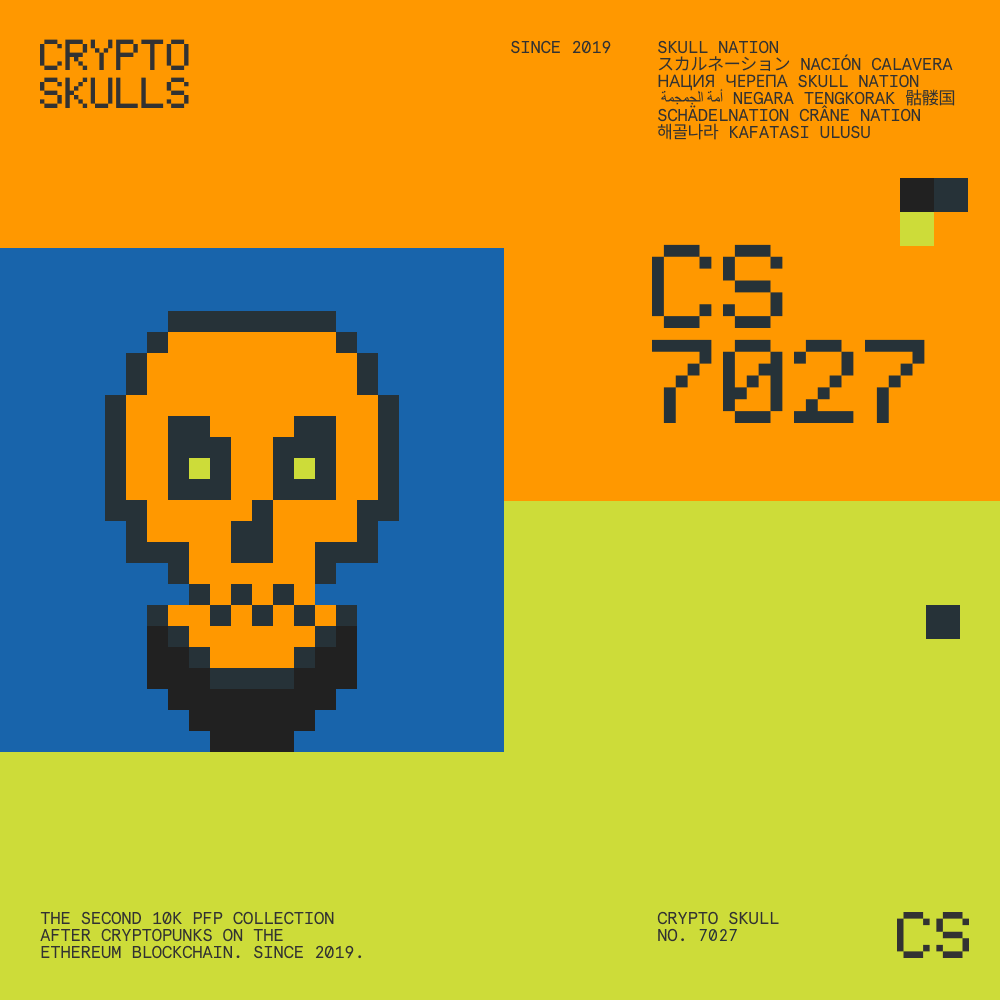 CRYPTO
SKULLS
SINCE 2019
SKULL NATION
スカルネーション NACIÓN CALAVERA
НАЦИЯ ЧЕРЕПА SKULL NATION
أمة الجمجمة NEGARA TENGKORAK 骷髅国
SCHÄDELNATION CRÂNE NATION
해골나라 KAFATASI ULUSU
CS
7027
THE SECOND 10K PFP COLLECTION
AFTER CRYPTOPUNKS ON THE
ETHEREUM BLOCKCHAIN. SINCE 2019.
CRYPTO SKULL
NO. 7027
CS